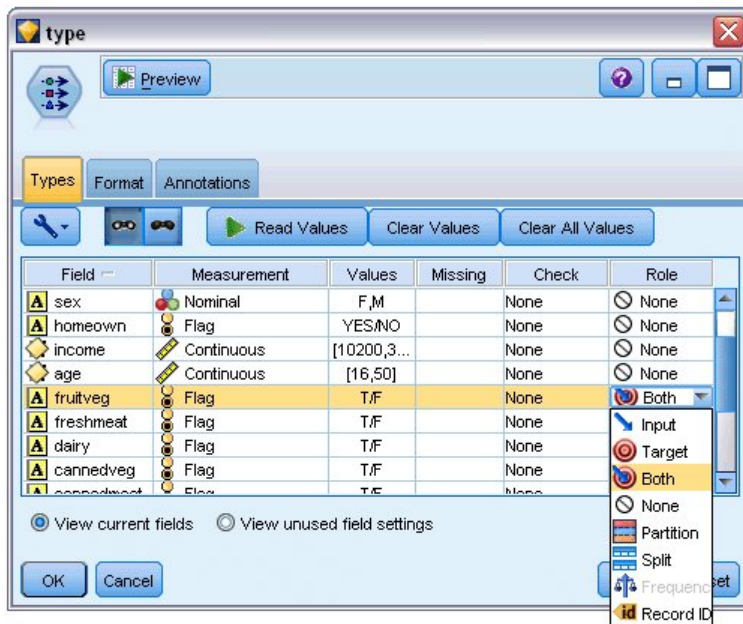 type
Preview
Types Format Annotations
Read Values Clear Values Clear All Values
Field Measurement Values Missing Check Role
sex Nominal F,M None None
homeown Flag YES/NO None None
income Continuous [10200,3... None None
age Continuous [16,50] None None
fruitveg Flag T/F None Both
freshmeat Flag T/F None
dairy Flag T/F None
cannedveg Flag T/F None
Input
Target
Both
None
Partition
Split
Frequenc
id Record ID
View current fields View unused field settings
OK Cancel